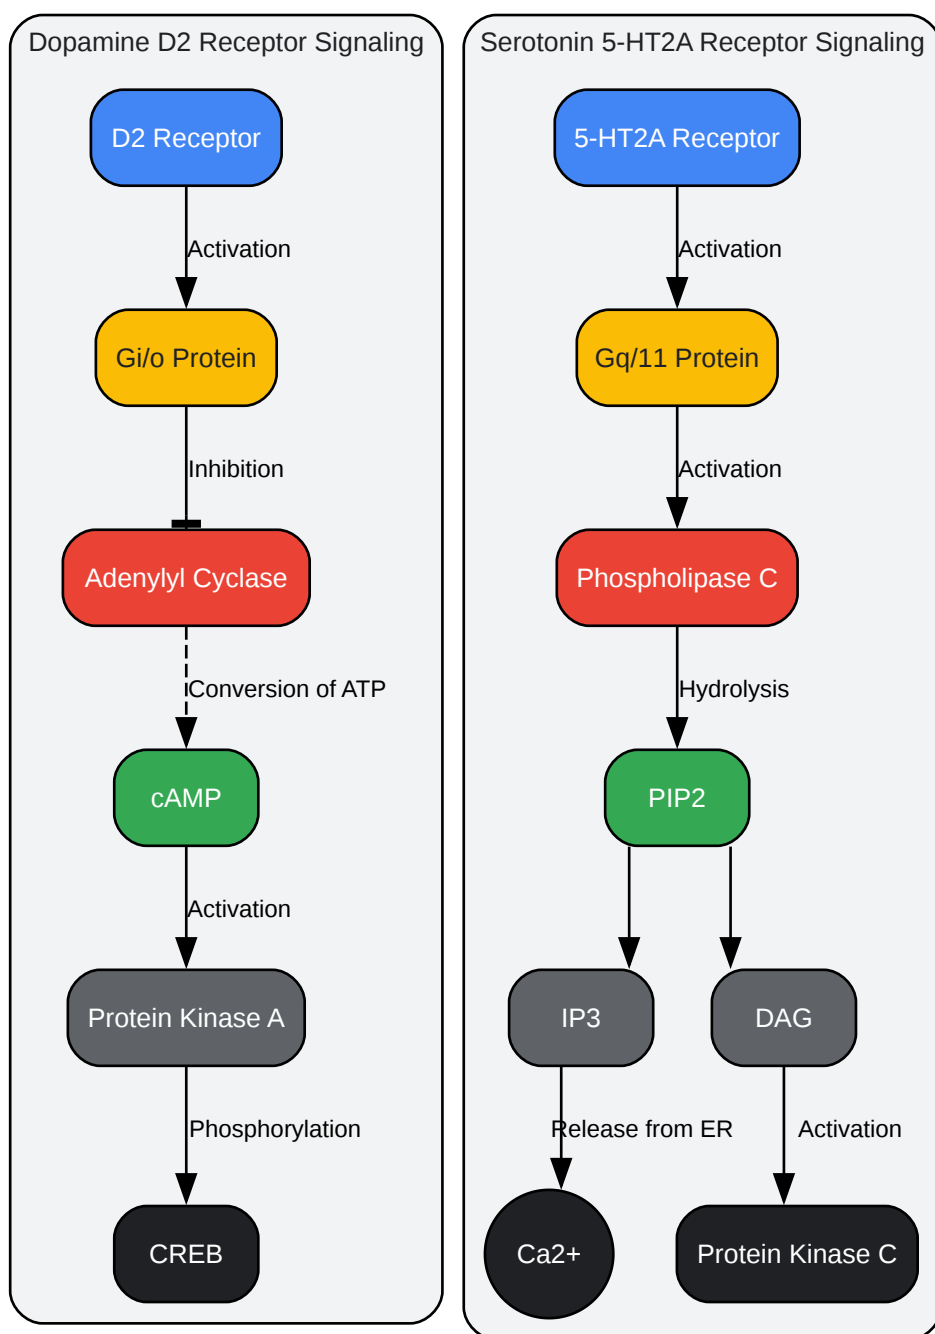 Dopamine D2 Receptor Signaling
D2 Receptor
Activation
Gi/o Protein
Inhibition
Adenylyl Cyclase
Conversion of ATP
cAMP
Activation
Protein Kinase A
Phosphorylation
CREB
Serotonin 5-HT2A Receptor Signaling
5-HT2A Receptor
Activation
Gq/11 Protein
Activation
Phospholipase C
Hydrolysis
PIP2
IP3
DAG
Release from ER
Activation
Ca2+
Protein Kinase C